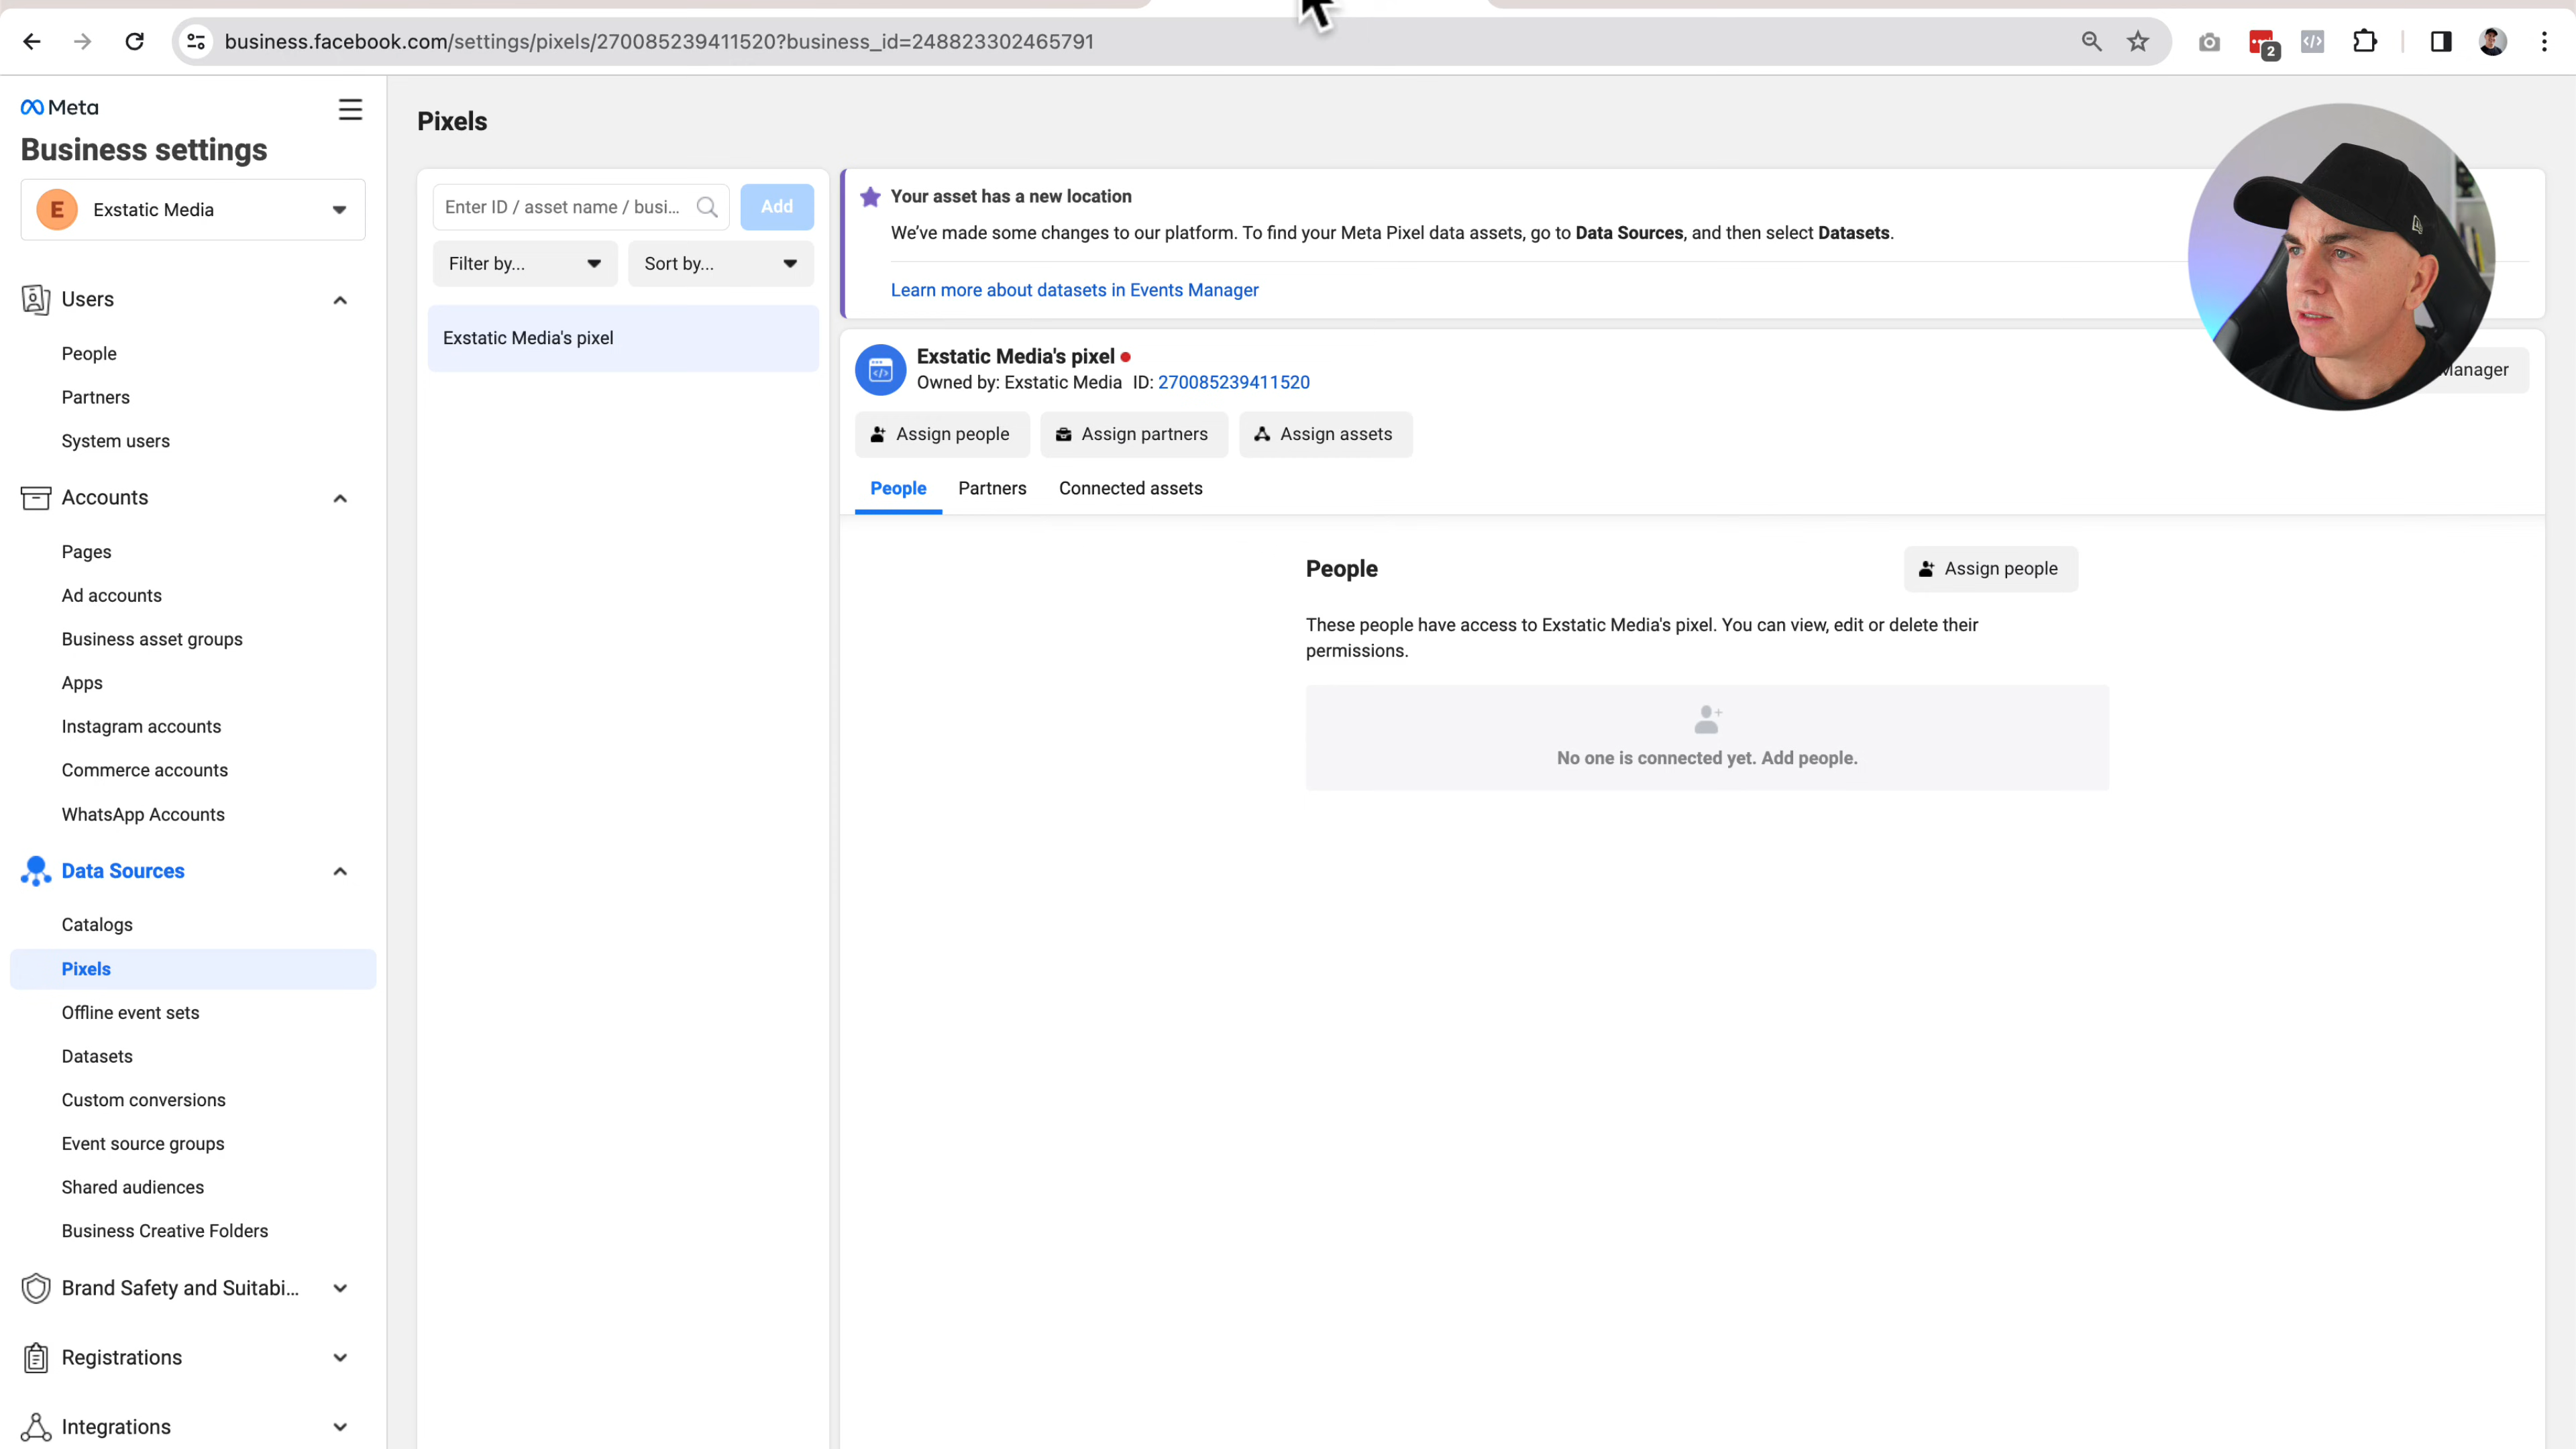 business.facebook.com/settings/pixels/270085239411520?business_id=248823302465791
2
Meta
Business settings
E
Exstatic Media
Users
People
Partners
System users
Accounts
Pages
Ad accounts
Business asset groups
Apps
Instagram accounts
Commerce accounts
WhatsApp Accounts
Data Sources
Catalogs
Pixels
Offline event sets
Datasets
Custom conversions
Event source groups
Shared audiences
Business Creative Folders
Brand Safety and Suitabi...
Registrations
Integrations
Pixels
Enter ID / asset name / busi...
Add
Filter by...
Sort by...
Exstatic Media's pixel
Your asset has a new location
We've made some changes to our platform. To find your Meta Pixel data assets, go to Data Sources, and then select Datasets.
Learn more about datasets in Events Manager
Exstatic Media's pixel
Owned by: Exstatic Media ID: 270085239411520
Manager
Assign people
Assign partners
Assign assets
People
Partners
Connected assets
People
Assign people
These people have access to Exstatic Media's pixel. You can view, edit or delete their
permissions.
No one is connected yet. Add people.